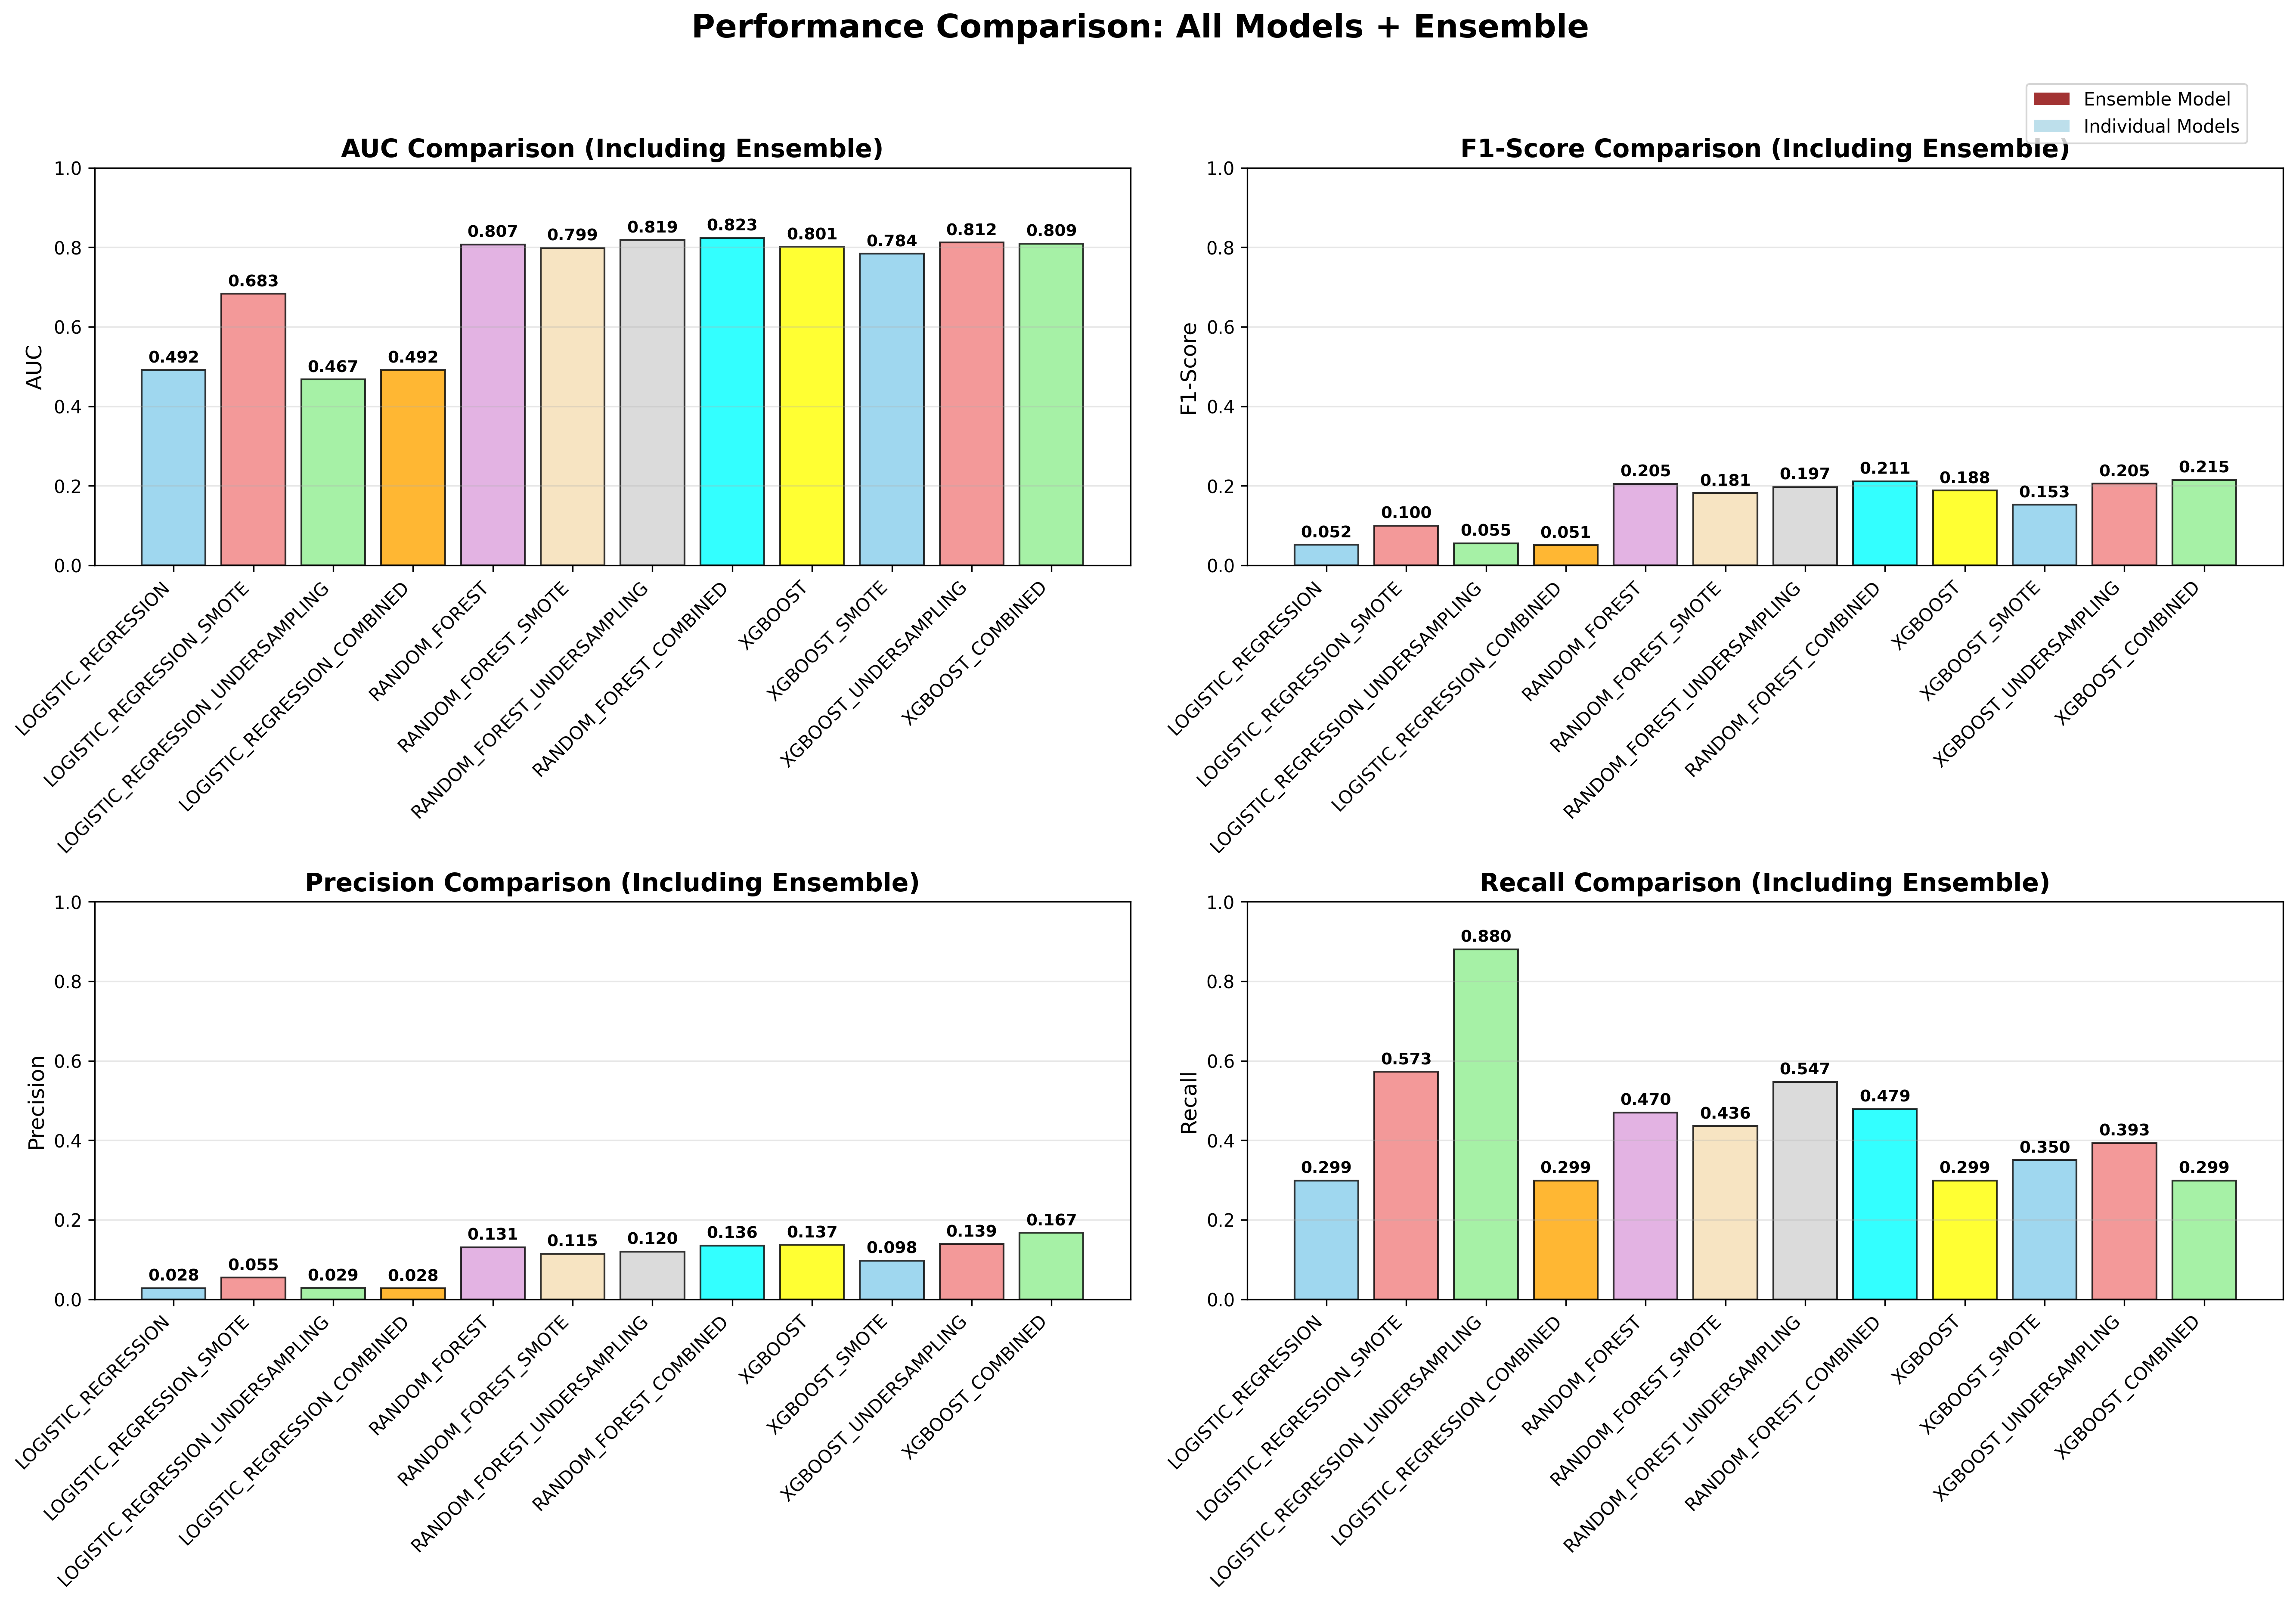 Performance Comparison: All Models + Ensemble
Ensemble Model
Individual Models
AUC Comparison (Including Ensemble)
AUC
1.0
0.8
0.6
0.4
0.2
0.0
0.492
0.683
0.467
0.492
0.807
0.799
0.819
0.823
0.801
0.784
0.812
0.809
LOGISTIC_REGRESSION
LOGISTIC_REGRESSION_SMOTE
LOGISTIC_REGRESSION_UNDERSAMPLING
LOGISTIC_REGRESSION_COMBINED
RANDOM_FOREST
RANDOM_FOREST_SMOTE
RANDOM_FOREST_UNDERSAMPLING
RANDOM_FOREST_COMBINED
XGBOOST
XGBOOST_SMOTE
XGBOOST_UNDERSAMPLING
XGBOOST_COMBINED
F1-Score Comparison (Including Ensemble)
F1-Score
1.0
0.8
0.6
0.4
0.2
0.0
0.052
0.100
0.055
0.051
0.205
0.181
0.197
0.211
0.188
0.153
0.205
0.215
LOGISTIC_REGRESSION
LOGISTIC_REGRESSION_SMOTE
LOGISTIC_REGRESSION_UNDERSAMPLING
LOGISTIC_REGRESSION_COMBINED
RANDOM_FOREST
RANDOM_FOREST_SMOTE
RANDOM_FOREST_UNDERSAMPLING
RANDOM_FOREST_COMBINED
XGBOOST
XGBOOST_SMOTE
XGBOOST_UNDERSAMPLING
XGBOOST_COMBINED
Precision Comparison (Including Ensemble)
Precision
1.0
0.8
0.6
0.4
0.2
0.0
0.028
0.055
0.029
0.028
0.131
0.115
0.120
0.136
0.137
0.098
0.139
0.167
LOGISTIC_REGRESSION
LOGISTIC_REGRESSION_SMOTE
LOGISTIC_REGRESSION_UNDERSAMPLING
LOGISTIC_REGRESSION_COMBINED
RANDOM_FOREST
RANDOM_FOREST_SMOTE
RANDOM_FOREST_UNDERSAMPLING
RANDOM_FOREST_COMBINED
XGBOOST
XGBOOST_SMOTE
XGBOOST_UNDERSAMPLING
XGBOOST_COMBINED
Recall Comparison (Including Ensemble)
Recall
1.0
0.8
0.6
0.4
0.2
0.0
0.299
0.573
0.880
0.299
0.470
0.436
0.547
0.479
0.299
0.350
0.393
0.299
LOGISTIC_REGRESSION
LOGISTIC_REGRESSION_SMOTE
LOGISTIC_REGRESSION_UNDERSAMPLING
LOGISTIC_REGRESSION_COMBINED
RANDOM_FOREST
RANDOM_FOREST_SMOTE
RANDOM_FOREST_UNDERSAMPLING
RANDOM_FOREST_COMBINED
XGBOOST
XGBOOST_SMOTE
XGBOOST_UNDERSAMPLING
XGBOOST_COMBINED